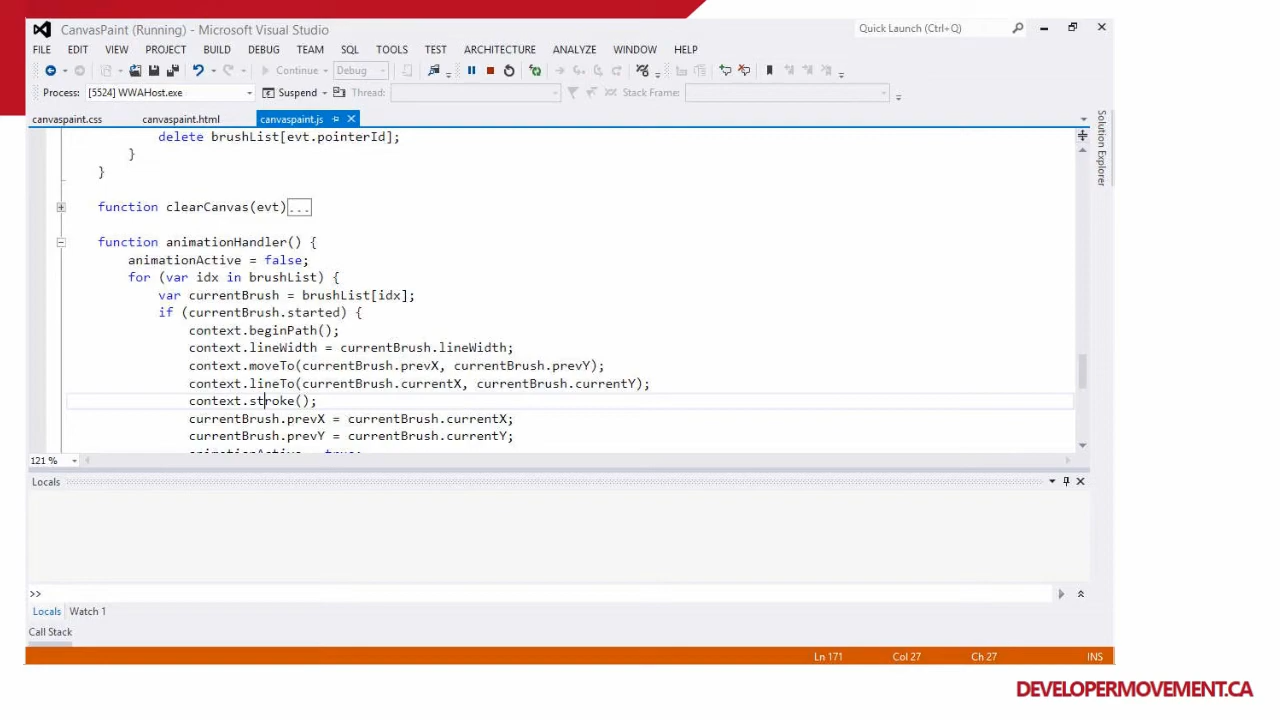 CanvasPaint (Running) - Microsoft Visual Studio
Quick Launch (Ctrl+Q)
FILE EDIT VIEW PROJECT BUILD DEBUG TEAM SQL TOOLS TEST ARCHITECTURE ANALYZE WINDOW HELP
Continue Debug
Process: [5524] WWAHost.exe Suspend Thread: Stack Frame:
canvaspaint.css canvaspaint.html canvaspaint.js
Solution Explorer
delete brushList[evt.pointerId];
}
}
function clearCanvas(evt)...
function animationHandler() {
animationActive = false;
for (var idx in brushList) {
var currentBrush = brushList[idx];
if (currentBrush.started) {
context.beginPath();
context.lineWidth = currentBrush.lineWidth;
context.moveTo(currentBrush.prevX, currentBrush.prevY);
context.lineTo(currentBrush.currentX, currentBrush.currentY);
context.stroke();
currentBrush.prevX = currentBrush.currentX;
currentBrush.prevY = currentBrush.currentY;
animationActive = true;
121 %
Locals
>>
Locals Watch 1
Call Stack
Ln 171 Col 27 Ch 27 INS
DEVELOPERMOVEMENT.CA